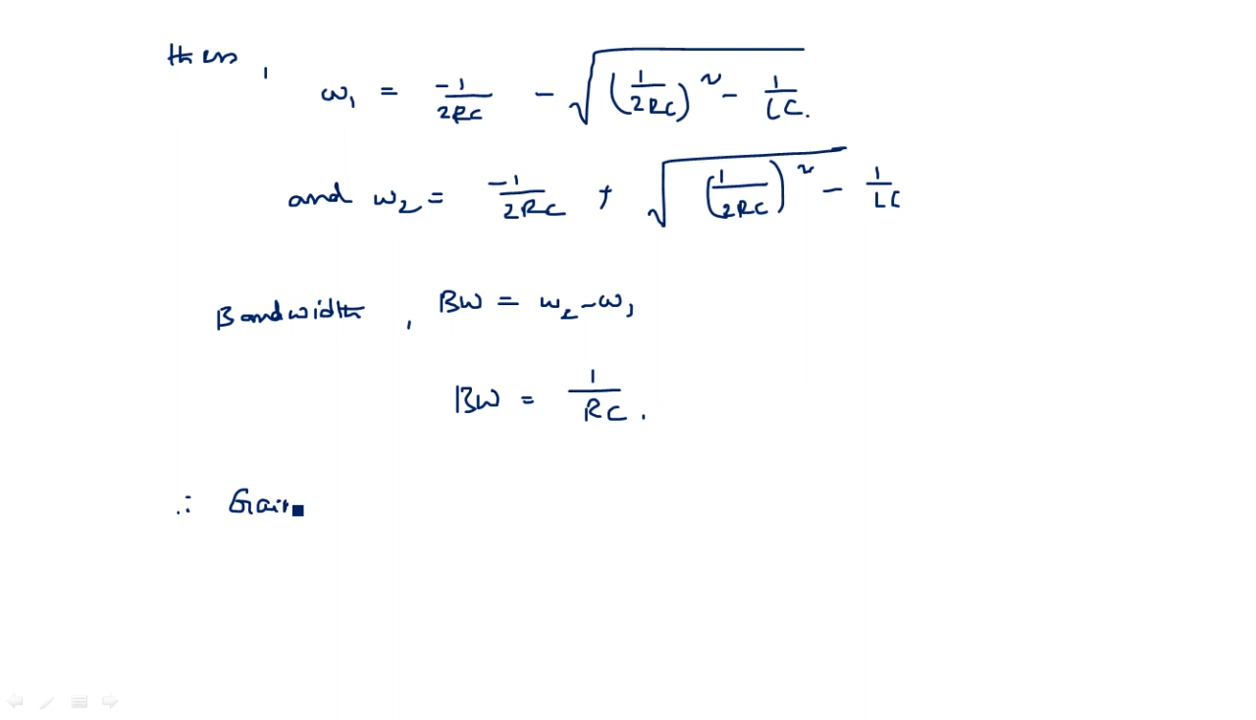 thus, ω₁ = -1/2RC - √((1/2RC)² - 1/LC).
and ω₂ = -1/2RC + √((1/2RC)² - 1/LC)
Bandwidth, BW = ω₂ - ω₁
BW = 1/RC.
∴ Gain